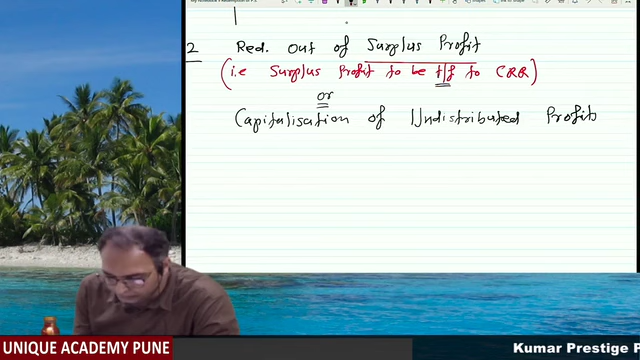 2 Red. out of Surplus Profit
(i.e Surplus Profit to be t/f to CRR)
or
Capitalisation of Undistributed Profits
UNIQUE ACADEMY PUNE
Kumar Prestige P